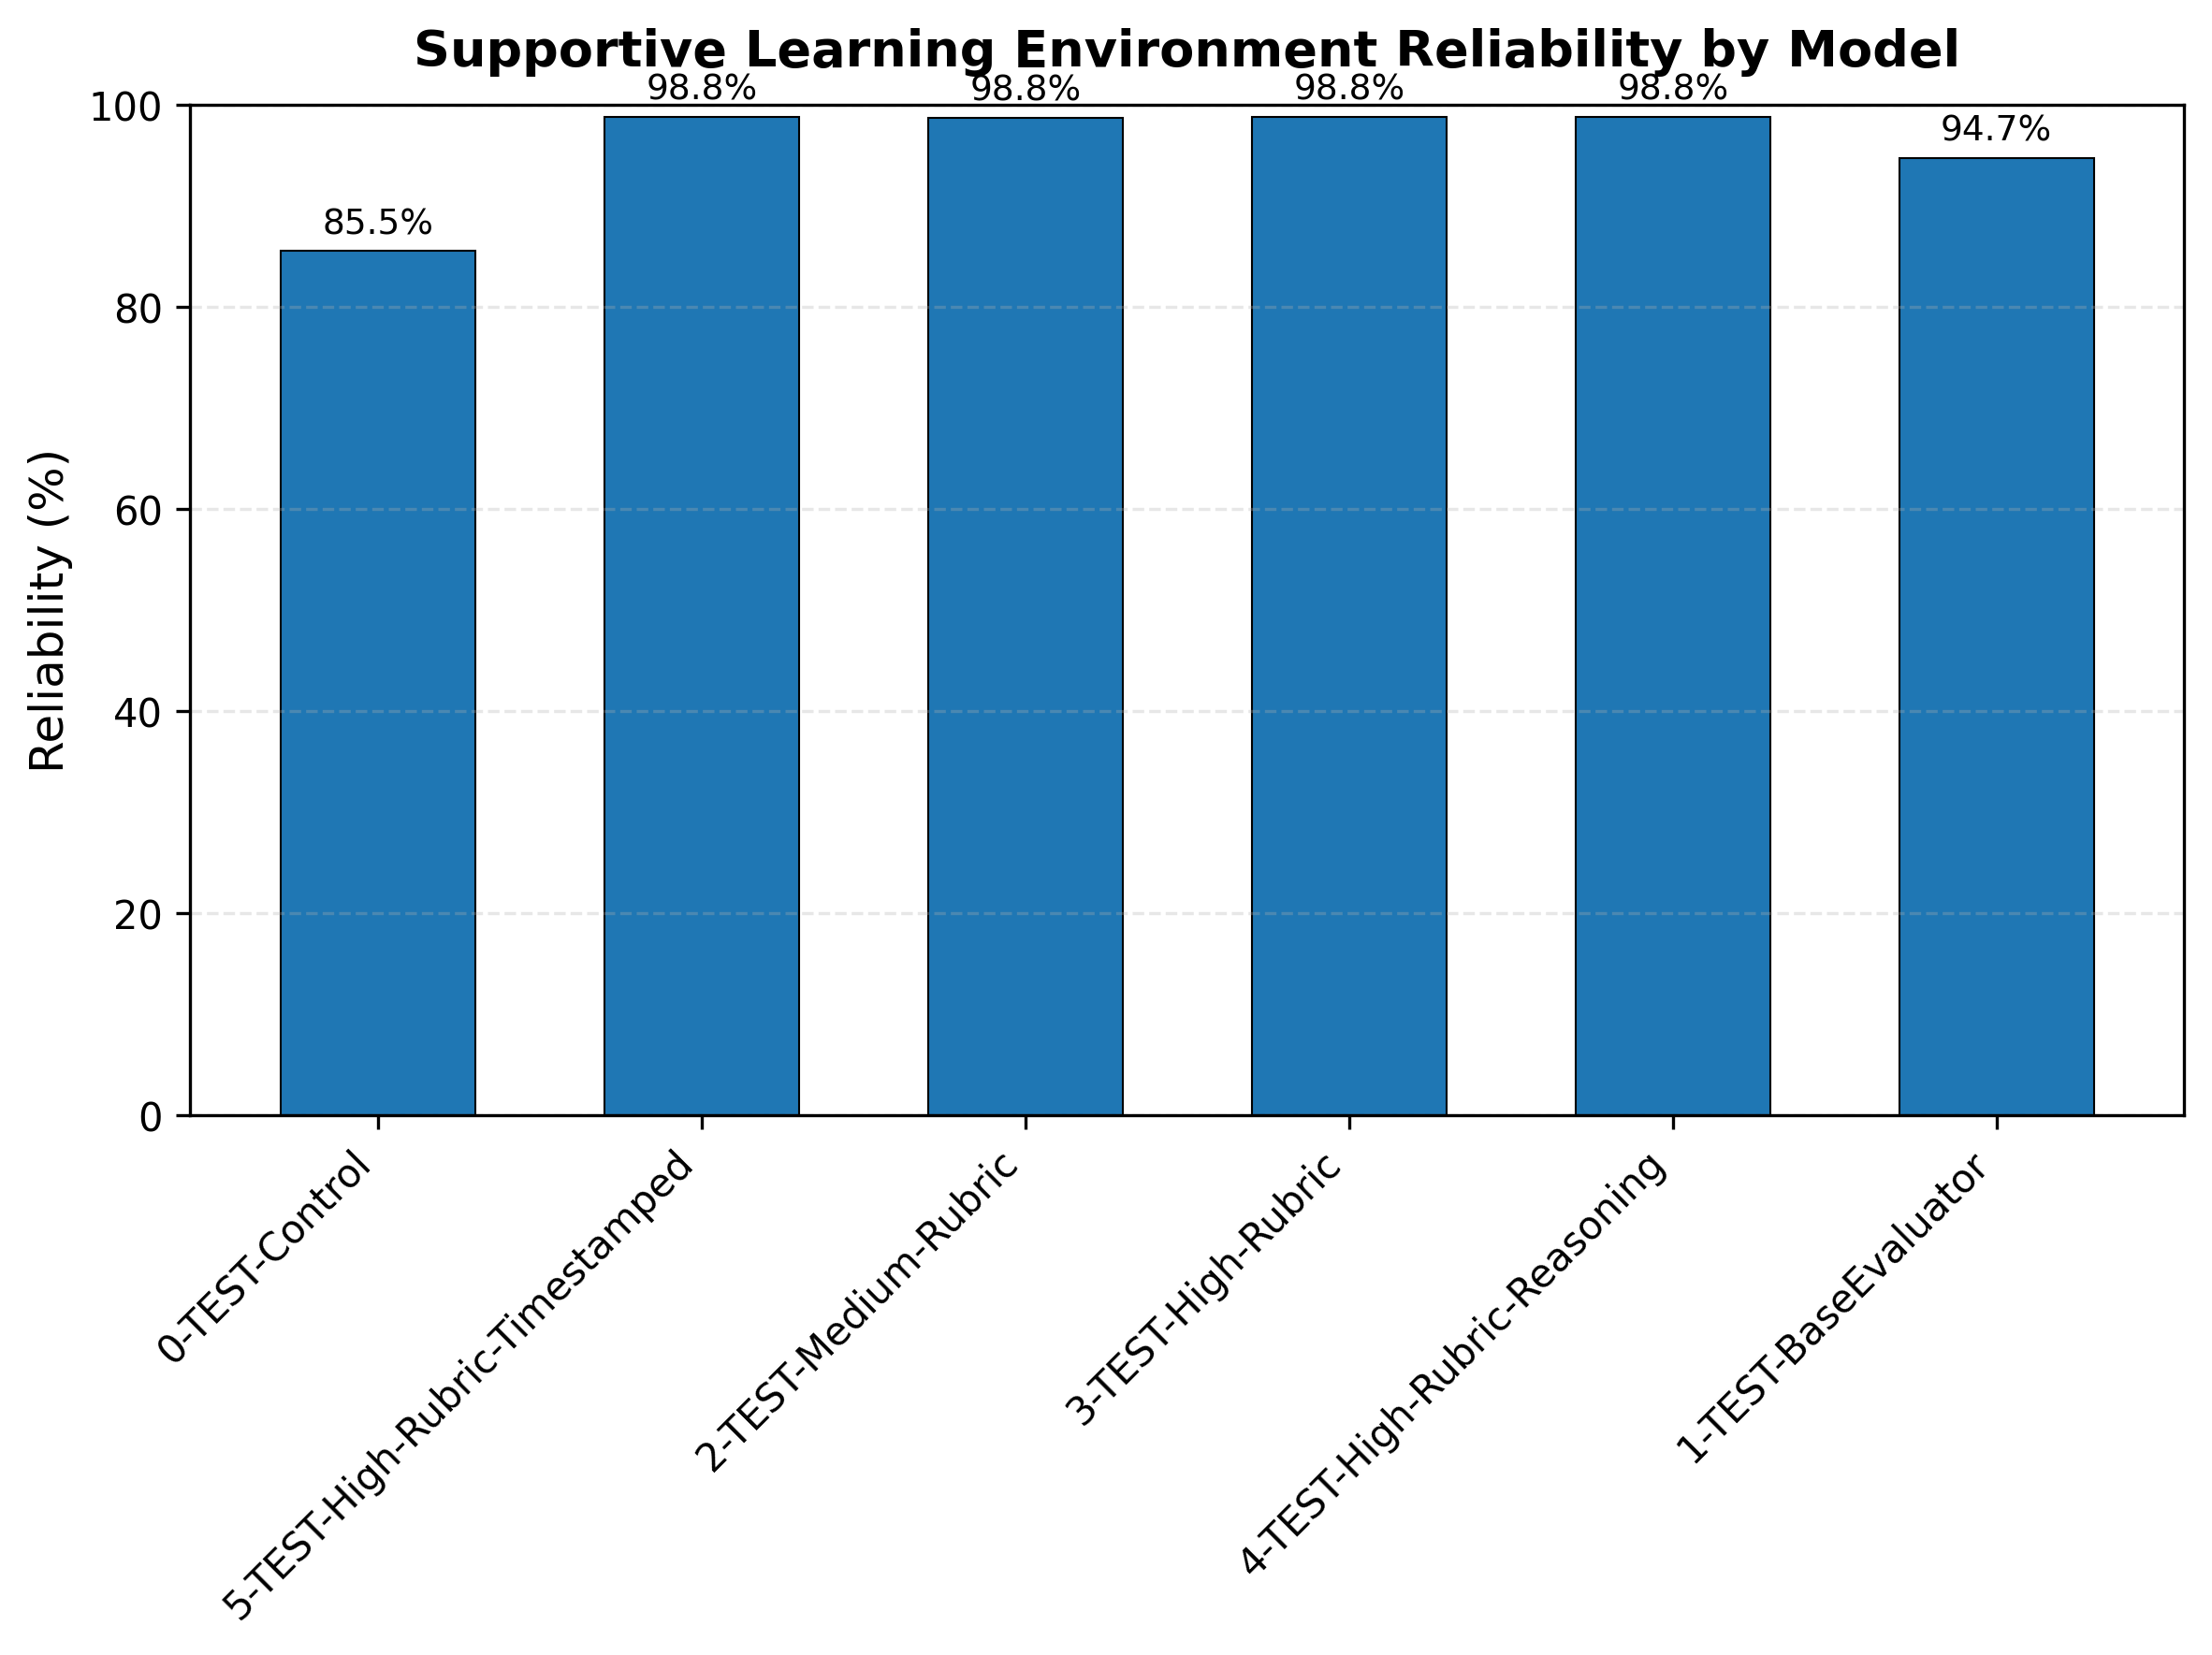 Supportive Learning Environment Reliability by Model
98.8%
98.8%
98.8%
98.8%
94.7%
85.5%
100
80
60
40
20
0
Reliability (%)
0-TEST-Control
5-TEST-High-Rubric-Timestamped
2-TEST-Medium-Rubric
3-TEST-High-Rubric
4-TEST-High-Rubric-Reasoning
1-TEST-BaseEvaluator